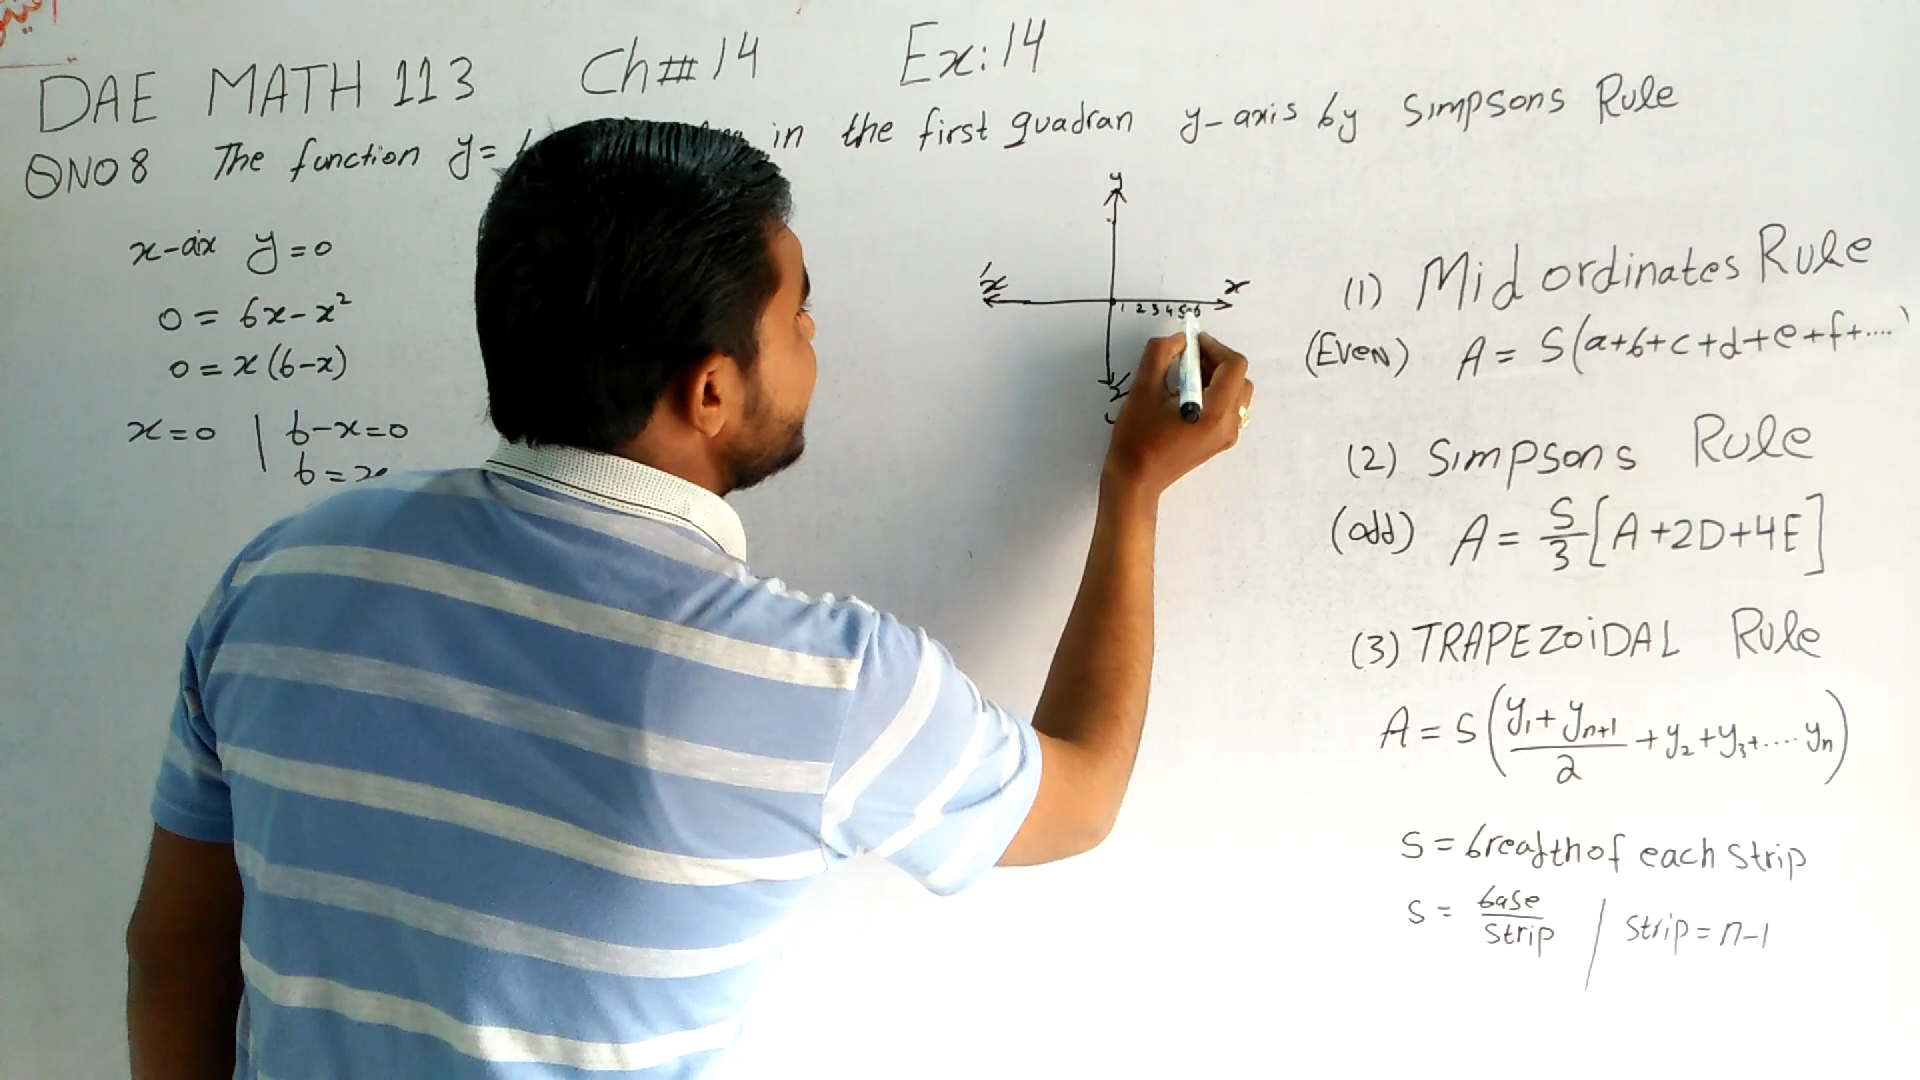 DAE MATH 113 Ch#14 Ex:14
QNO8 The function y= in the first quadran y-axis by Simpsons Rule
x-aix y=0
0 = 6x-x²
0 = x(6-x)
x=0 | 6-x=0
6=x
y
x' x
1 2 3 4 5 6
(1) Mid ordinates Rule
(Even) A = S(a+b+c+d+e+f+....)
(2) Simpsons Rule
(odd) A = S/3 [A+2D+4E]
(3) TRAPEZOIDAL Rule
A = S(y₁+yₙ₊₁/2 +y₂+y₃+....yₙ)
S = breadth of each strip
S = base/strip / strip = n-1